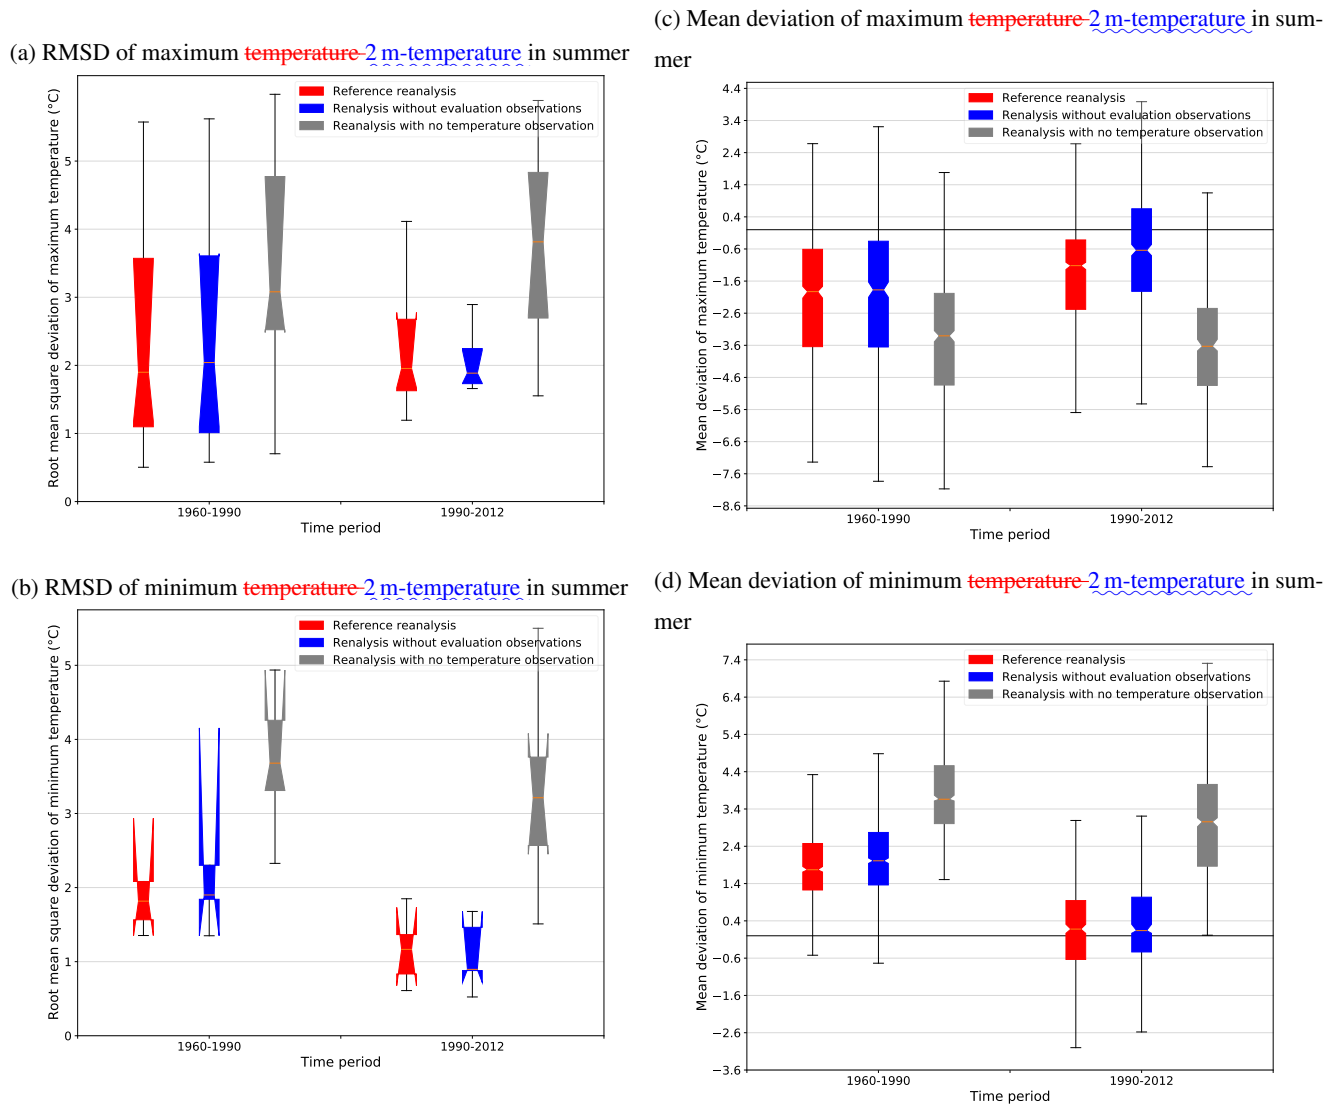 (a) RMSD of maximum temperature 2 m-temperature in summer
Root mean square deviation of maximum temperature (°C)
5
4
3
2
1
0
Reference reanalysis
Renalysis without evaluation observations
Reanalysis with no temperature observation
1960-1990
1990-2012
Time period
(c) Mean deviation of maximum temperature 2 m-temperature in sum-
mer
Mean deviation of maximum temperature (°C)
4.4
3.4
2.4
1.4
0.4
−0.6
−1.6
−2.6
−3.6
−4.6
−5.6
−6.6
−7.6
−8.6
Reference reanalysis
Renalysis without evaluation observations
Reanalysis with no temperature observation
1960-1990
1990-2012
Time period
(b) RMSD of minimum temperature 2 m-temperature in summer
Root mean square deviation of minimum temperature (°C)
5
4
3
2
1
0
Reference reanalysis
Renalysis without evaluation observations
Reanalysis with no temperature observation
1960-1990
1990-2012
Time period
(d) Mean deviation of minimum temperature 2 m-temperature in sum-
mer
Mean deviation of minimum temperature (°C)
7.4
6.4
5.4
4.4
3.4
2.4
1.4
0.4
−0.6
−1.6
−2.6
−3.6
Reference reanalysis
Renalysis without evaluation observations
Reanalysis with no temperature observation
1960-1990
1990-2012
Time period